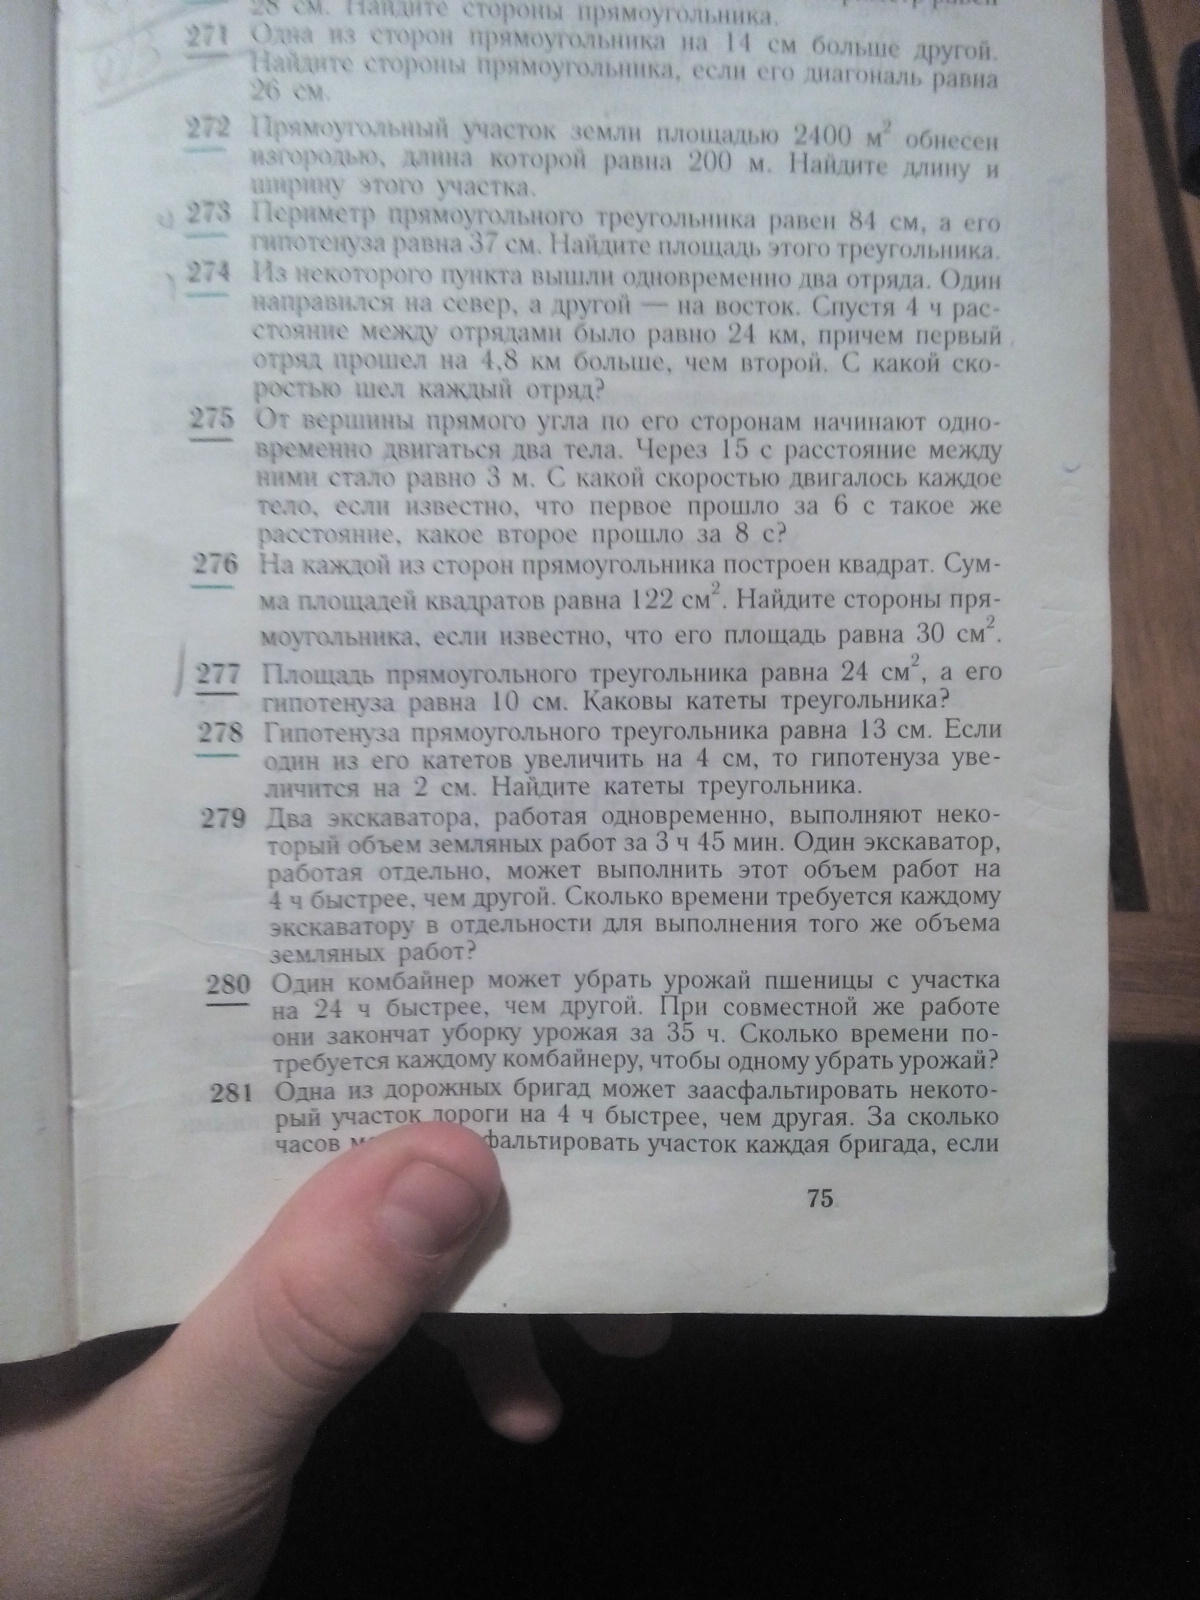 28 см. Найдите стороны прямоугольника.
271 Одна из сторон прямоугольника на 14 см больше другой.
Найдите стороны прямоугольника, если его диагональ равна
26 см.
272 Прямоугольный участок земли площадью 2400 м² обнесен
изгородью, длина которой равна 200 м. Найдите длину и
ширину этого участка.
273 Периметр прямоугольного треугольника равен 84 см, а его
гипотенуза равна 37 см. Найдите площадь этого треугольника.
274 Из некоторого пункта вышли одновременно два отряда. Один
направился на север, а другой — на восток. Спустя 4 ч рас-
стояние между отрядами было равно 24 км, причем первый
отряд прошел на 4,8 км больше, чем второй. С какой ско-
ростью шел каждый отряд?
275 От вершины прямого угла по его сторонам начинают одно-
временно двигаться два тела. Через 15 с расстояние между
ними стало равно 3 м. С какой скоростью двигалось каждое
тело, если известно, что первое прошло за 6 с такое же
расстояние, какое второе прошло за 8 с?
276 На каждой из сторон прямоугольника построен квадрат. Сум-
ма площадей квадратов равна 122 см². Найдите стороны пря-
моугольника, если известно, что его площадь равна 30 см².
277 Площадь прямоугольного треугольника равна 24 см², а его
гипотенуза равна 10 см. Каковы катеты треугольника?
278 Гипотенуза прямоугольного треугольника равна 13 см. Если
один из его катетов увеличить на 4 см, то гипотенуза уве-
личится на 2 см. Найдите катеты треугольника.
279 Два экскаватора, работая одновременно, выполняют неко-
торый объем земляных работ за 3 ч 45 мин. Один экскаватор,
работая отдельно, может выполнить этот объем работ на
4 ч быстрее, чем другой. Сколько времени требуется каждому
экскаватору в отдельности для выполнения того же объема
земляных работ?
280 Один комбайнер может убрать урожай пшеницы с участка
на 24 ч быстрее, чем другой. При совместной же работе
они закончат уборку урожая за 35 ч. Сколько времени по-
требуется каждому комбайнеру, чтобы одному убрать урожай?
281 Одна из дорожных бригад может заасфальтировать некото-
рый участок дороги на 4 ч быстрее, чем другая. За сколько
часов фальтировать участок каждая бригада, если
75